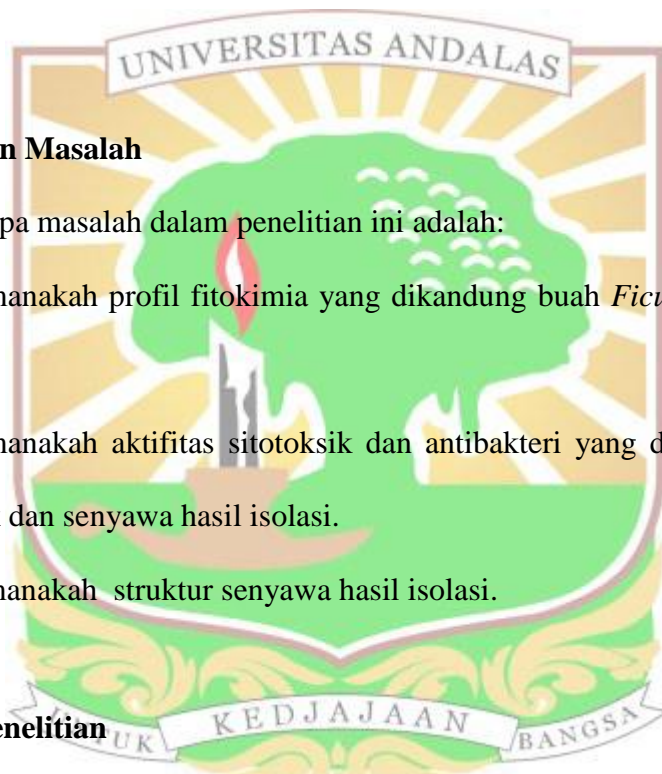 UNIVERSITAS ANDALAS
n Masalah
pa masalah dalam penelitian ini adalah:
nanakah profil fitokimia yang dikandung buah Ficu
nanakah aktifitas sitotoksik dan antibakteri yang d
dan senyawa hasil isolasi.
nanakah struktur senyawa hasil isolasi.
enelitian
UNTUK KEDJAJAAN BANGSA